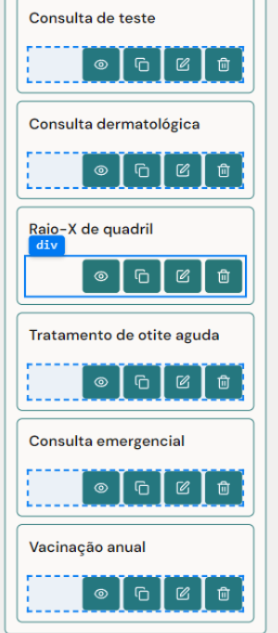 Consulta de teste
Consulta dermatológica
Raio-X de quadril
div
Tratamento de otite aguda
Consulta emergencial
Vacinação anual